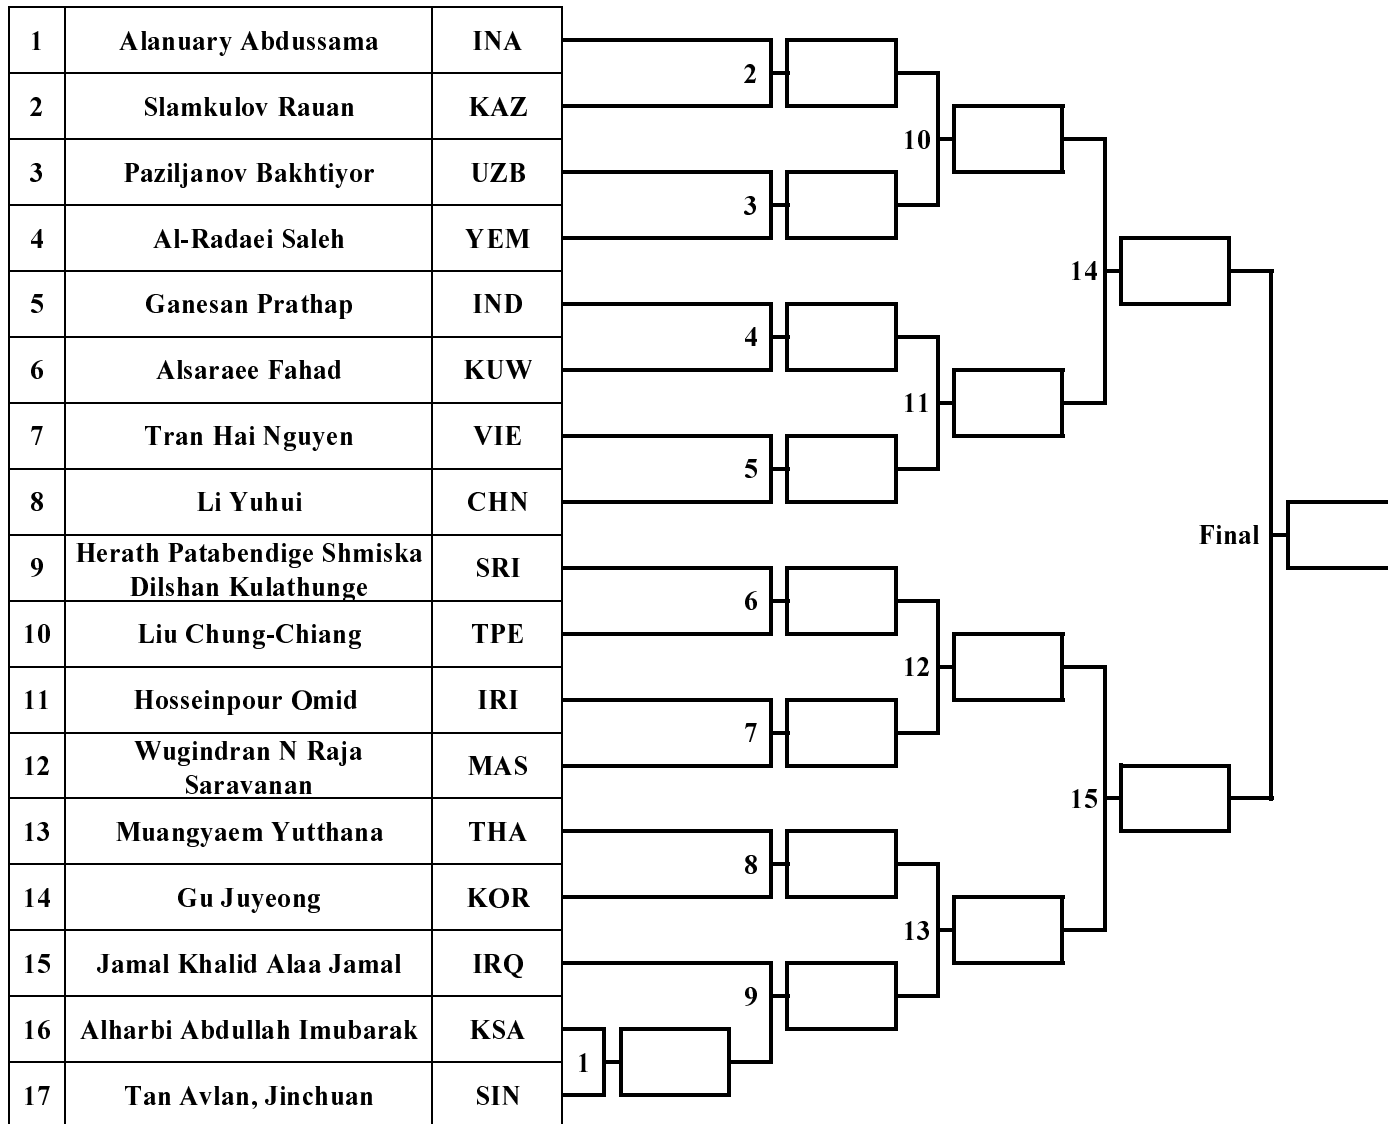 1 Alanuary Abdussama INA
2 Slamkulov Rauan KAZ
3 Paziljanov Bakhtiyor UZB
4 Al-Radaei Saleh YEM
5 Ganesan Prathap IND
6 Alsaraee Fahad KUW
7 Tran Hai Nguyen VIE
8 Li Yuhui CHN
9 Herath Patabendige Shmiska
Dilshan Kulathunge SRI
10 Liu Chung-Chiang TPE
11 Hosseinpour Omid IRI
12 Wugindran N Raja
Saravanan MAS
13 Muangyaem Yutthana THA
14 Gu Juyeong KOR
15 Jamal Khalid Alaa Jamal IRQ
16 Alharbi Abdullah Imubarak KSA
17 Tan Avlan, Jinchuan SIN
1
2
3
4
5
6
7
8
9
10
11
12
13
14
15
Final